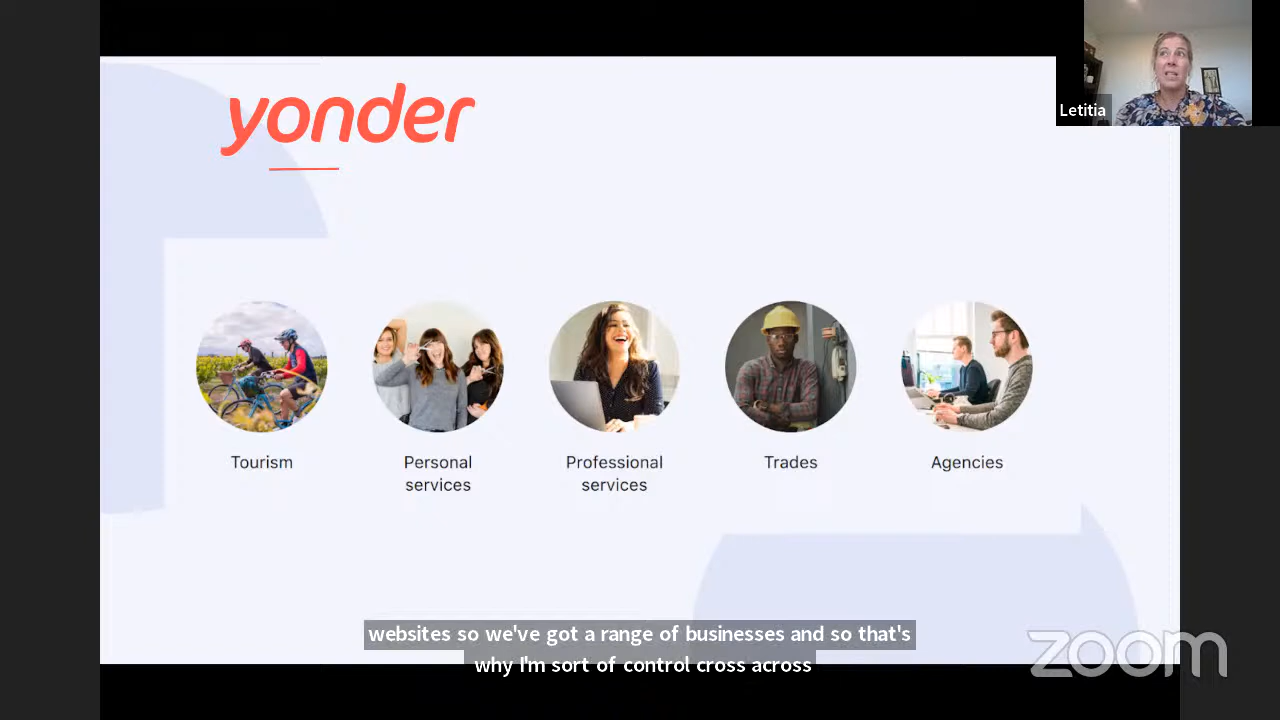 yonder
Letitia
Tourism
Personal
services
Professional
services
Trades
Agencies
websites so we've got a range of businesses and so that's
why I'm sort of control cross across
zoom